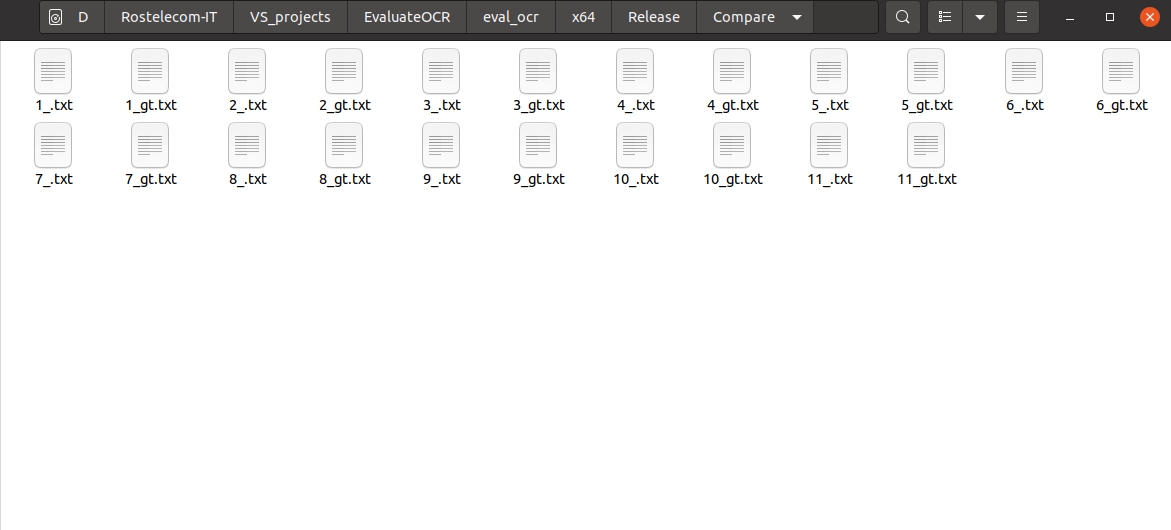 D Rostelecom-IT VS_projects EvaluateOCR eval_ocr x64 Release Compare
1_.txt 1_gt.txt 2_.txt 2_gt.txt 3_.txt 3_gt.txt 4_.txt 4_gt.txt 5_.txt 5_gt.txt 6_.txt 6_gt.txt
7_.txt 7_gt.txt 8_.txt 8_gt.txt 9_.txt 9_gt.txt 10_.txt 10_gt.txt 11_.txt 11_gt.txt